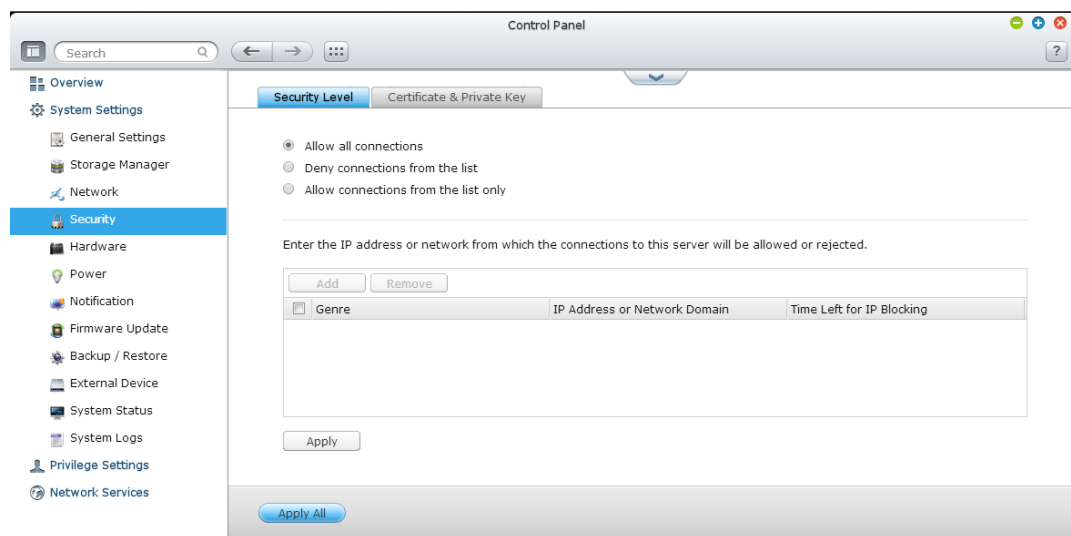 Control Panel
Search
?
Overview
System Settings
General Settings
Storage Manager
Network
Security
Hardware
Power
Notification
Firmware Update
Backup / Restore
External Device
System Status
System Logs
Privilege Settings
Network Services
Security Level Certificate & Private Key
Allow all connections
Deny connections from the list
Allow connections from the list only
Enter the IP address or network from which the connections to this server will be allowed or rejected.
Add Remove
Genre IP Address or Network Domain Time Left for IP Blocking
Apply
Apply All